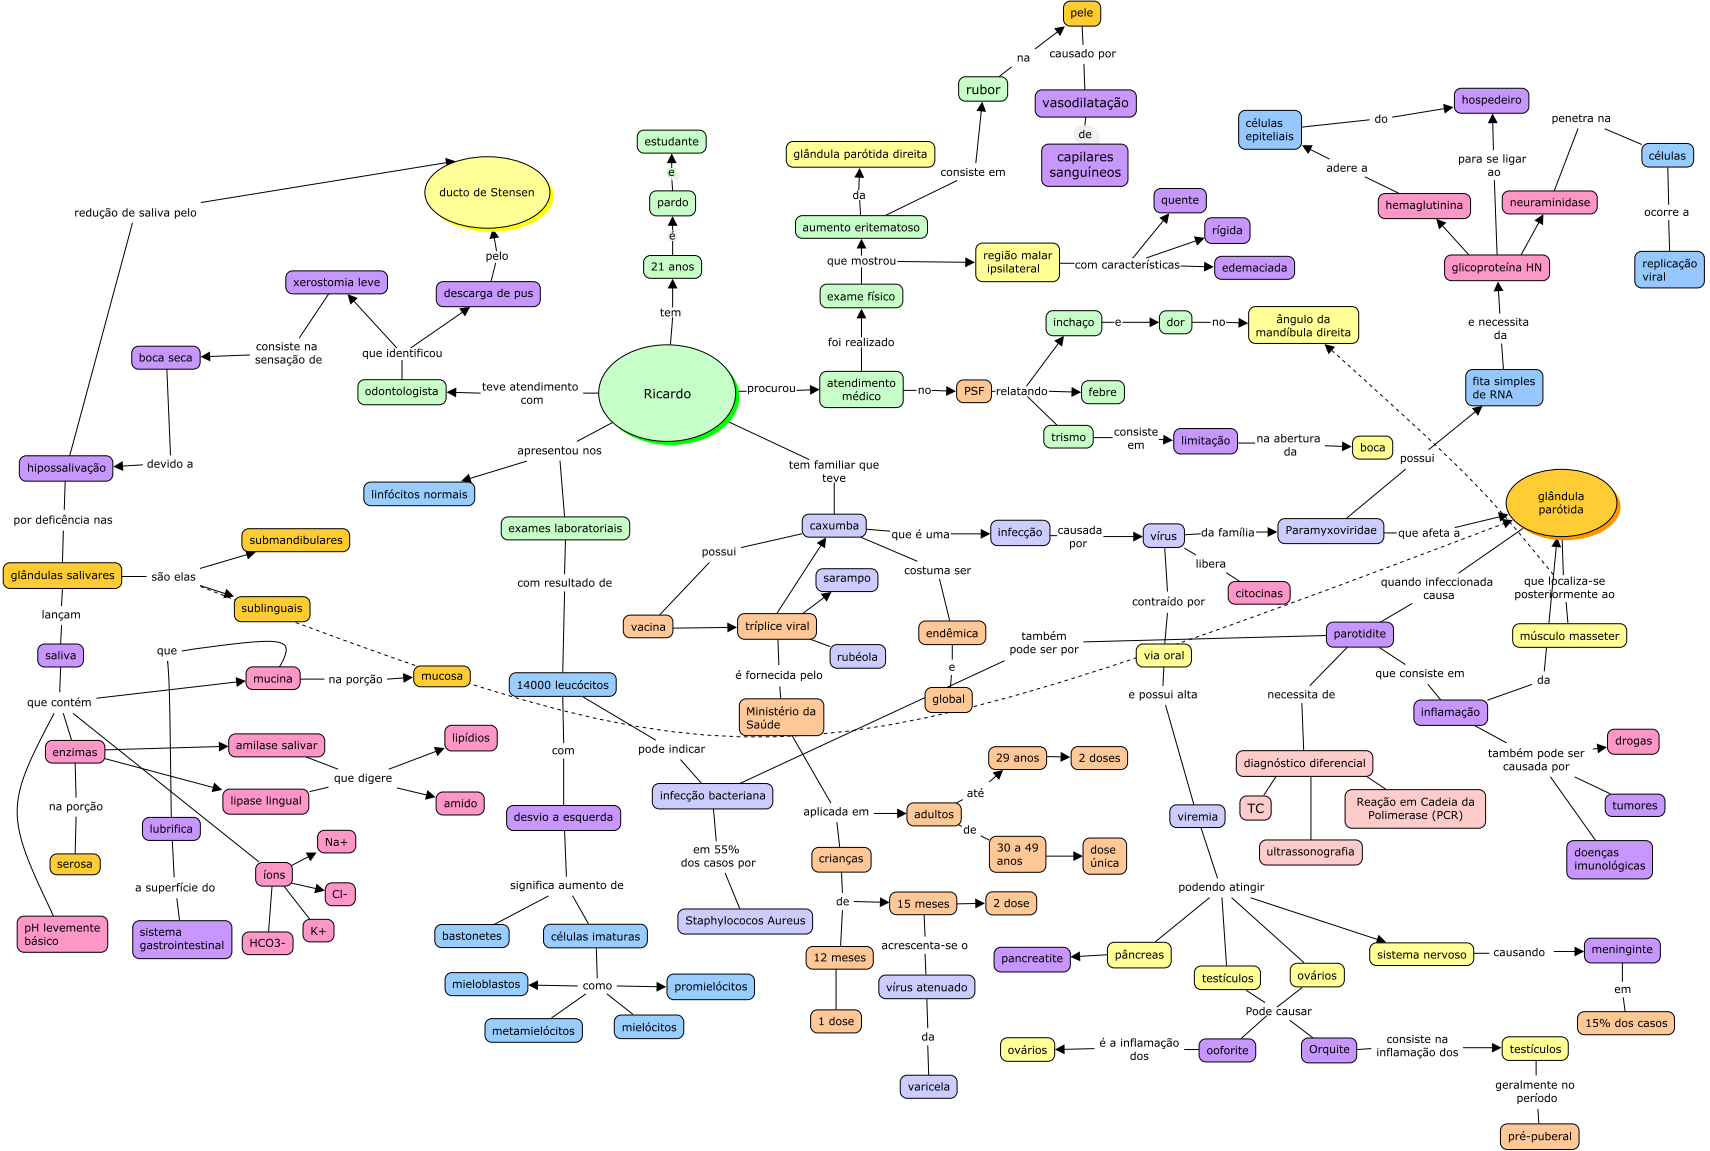 pele
na
causado por
rubor
vasodilatação
de
capilares
sanguíneos
consiste em
estudante
é
pardo
é
21 anos
tem
Ricardo
glândula parótida direita
da
aumento eritematoso
que mostrou
exame físico
foi realizado
procurou
atendimento
médico
no
PSF
relatando
região malar
ipsilateral
com características
quente
rígida
edemaciada
inchaço
e
dor
no
ângulo da
mandíbula direita
febre
trismo
consiste
em
limitação
na abertura
da
boca
hospedeiro
células
epiteliais
do
penetra na
células
para se ligar
ao
adere a
hemaglutinina
neuraminidase
ocorre a
glicoproteína HN
replicação
viral
e necessita
da
fita simples
de RNA
possui
ducto de Stensen
redução de saliva pelo
pelo
xerostomia leve
descarga de pus
consiste na
sensação de
que identificou
boca seca
odontologista
teve atendimento
com
devido a
hipossalivação
por deficência nas
glândulas salivares
são elas
submandibulares
sublinguais
lançam
saliva
que
mucina
na porção
mucosa
que contém
enzimas
amilase salivar
lipídios
que digere
lipase lingual
amido
na porção
serosa
lubrifica
a superfície do
sistema
gastrointestinal
íons
Na+
Cl-
K+
HCO3-
pH levemente
básico
apresentou nos
linfócitos normais
exames laboratoriais
com resultado de
14000 leucócitos
com
pode indicar
infecção bacteriana
em 55%
dos casos por
Staphylococos Aureus
desvio a esquerda
significa aumento de
bastonetes
células imaturas
como
mieloblastos
promielócitos
metamielócitos
mielócitos
tem familiar que
teve
caxumba
possui
vacina
tríplice viral
sarampo
rubéola
é fornecida pelo
Ministério da
Saúde
aplicada em
adultos
até
29 anos
2 doses
de
30 a 49
anos
dose
única
crianças
de
15 meses
2 dose
acrescenta-se o
12 meses
1 dose
vírus atenuado
da
varicela
costuma ser
endêmica
e
global
que é uma
infecção
causada
por
vírus
da família
Paramyxoviridae
que afeta a
glândula
parótida
libera
citocinas
contraído por
via oral
e possui alta
viremia
podendo atingir
pâncreas
pancreatite
testículos
ovários
Pode causar
ooforite
é a inflamação
dos
ovários
Orquite
consiste na
inflamação dos
testículos
geralmente no
período
pré-puberal
sistema nervoso
causando
meninginte
em
15% dos casos
quando infeccionada
causa
parotidite
também
pode ser por
necessita de
diagnóstico diferencial
TC
ultrassonografia
Reação em Cadeia da
Polimerase (PCR)
que consiste em
inflamação
da
músculo masseter
que localiza-se
posteriormente ao
também pode ser
causada por
drogas
tumores
doenças
imunológicas